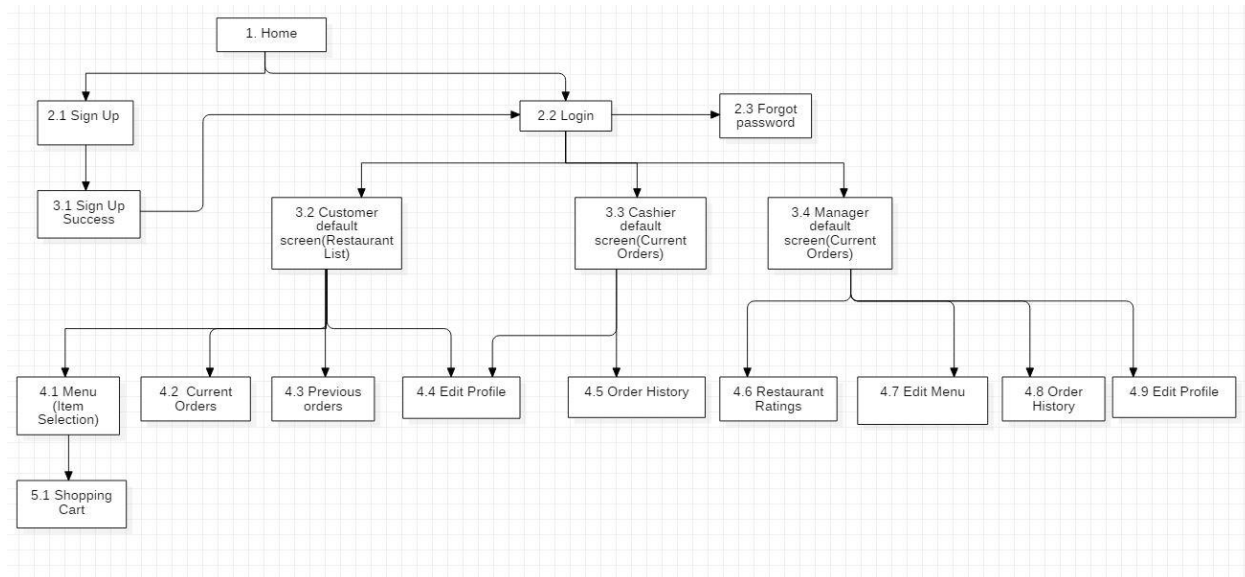 1. Home
2.1 Sign Up
2.2 Login
2.3 Forgot
password
3.1 Sign Up
Success
3.2 Customer
default
screen(Restaurant
List)
3.3 Cashier
default
screen(Current
Orders)
3.4 Manager
default
screen(Current
Orders)
4.1 Menu
(Item
Selection)
4.2 Current
Orders
4.3 Previous
orders
4.4 Edit Profile
4.5 Order History
4.6 Restaurant
Ratings
4.7 Edit Menu
4.8 Order
History
4.9 Edit Profile
5.1 Shopping
Cart